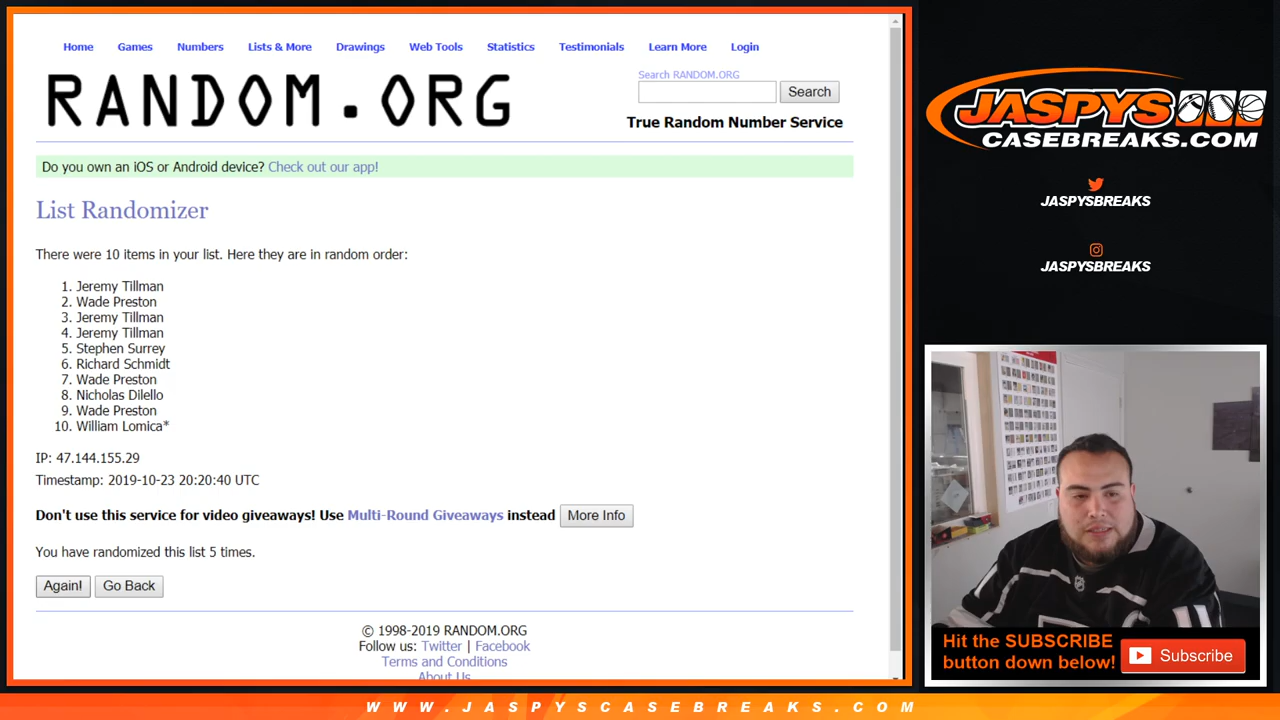 Home Games Numbers Lists & More Drawings Web Tools Statistics Testimonials Learn More Login
RANDOM.ORG
Search RANDOM.ORG
Search
True Random Number Service
Do you own an iOS or Android device? Check out our app!
List Randomizer
There were 10 items in your list. Here they are in random order:
1. Jeremy Tillman
2. Wade Preston
3. Jeremy Tillman
4. Jeremy Tillman
5. Stephen Surrey
6. Richard Schmidt
7. Wade Preston
8. Nicholas Dilello
9. Wade Preston
10. William Lomica*
IP: 47.144.155.29
Timestamp: 2019-10-23 20:20:40 UTC
Don't use this service for video giveaways! Use Multi-Round Giveaways instead More Info
You have randomized this list 5 times.
Again! Go Back
© 1998-2019 RANDOM.ORG
Follow us: Twitter | Facebook
Terms and Conditions
About Us
JASPYS
CASEBREAKS.COM
JASPYSBREAKS
JASPYSBREAKS
Hit the SUBSCRIBE
button down below!
Subscribe
WWW.JASPYSCASEBREAKS.COM